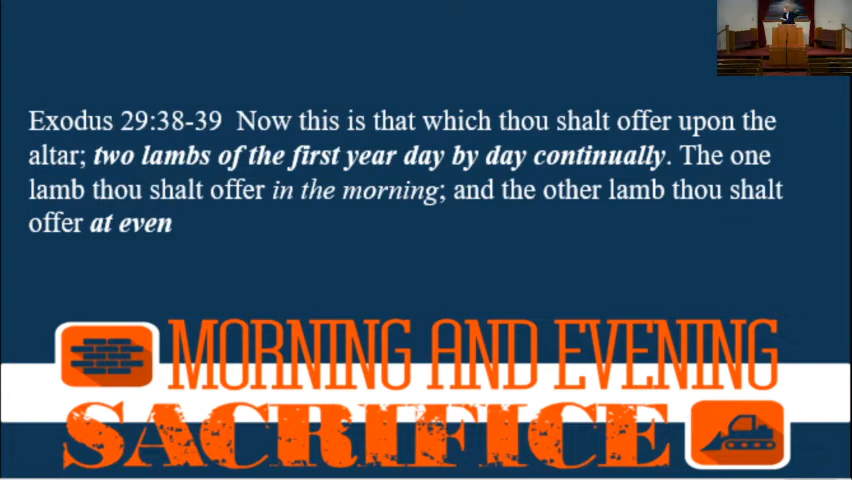 Exodus 29:38-39 Now this is that which thou shalt offer upon the
altar; two lambs of the first year day by day continually. The one
lamb thou shalt offer in the morning; and the other lamb thou shalt
offer at even
MORNING AND EVENING
SACRIFICE